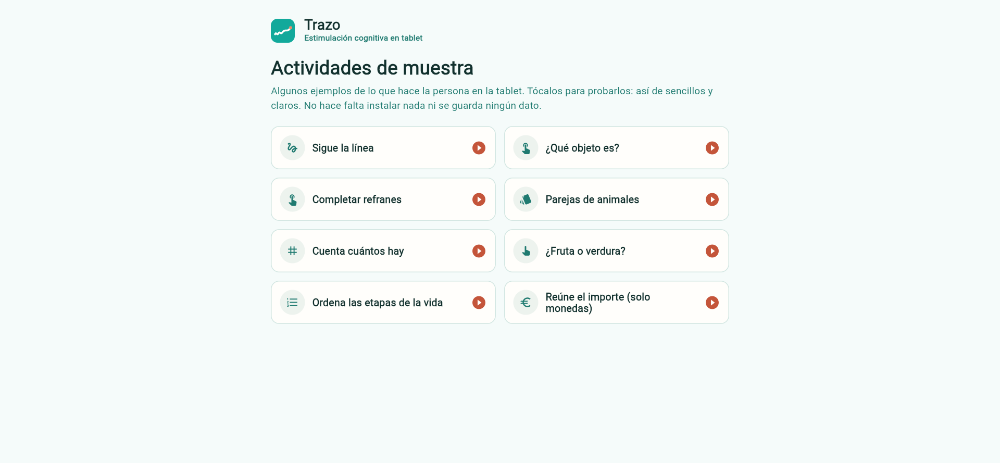 Trazo
Estimulación cognitiva en tablet
Actividades de muestra
Algunos ejemplos de lo que hace la persona en la tablet. Tócalos para probarlos: así de sencillos y
claros. No hace falta instalar nada ni se guarda ningún dato.
Sigue la línea
¿Qué objeto es?
Completar refranes
Parejas de animales
Cuenta cuántos hay
¿Fruta o verdura?
Ordena las etapas de la vida
Reúne el importe (solo
monedas)